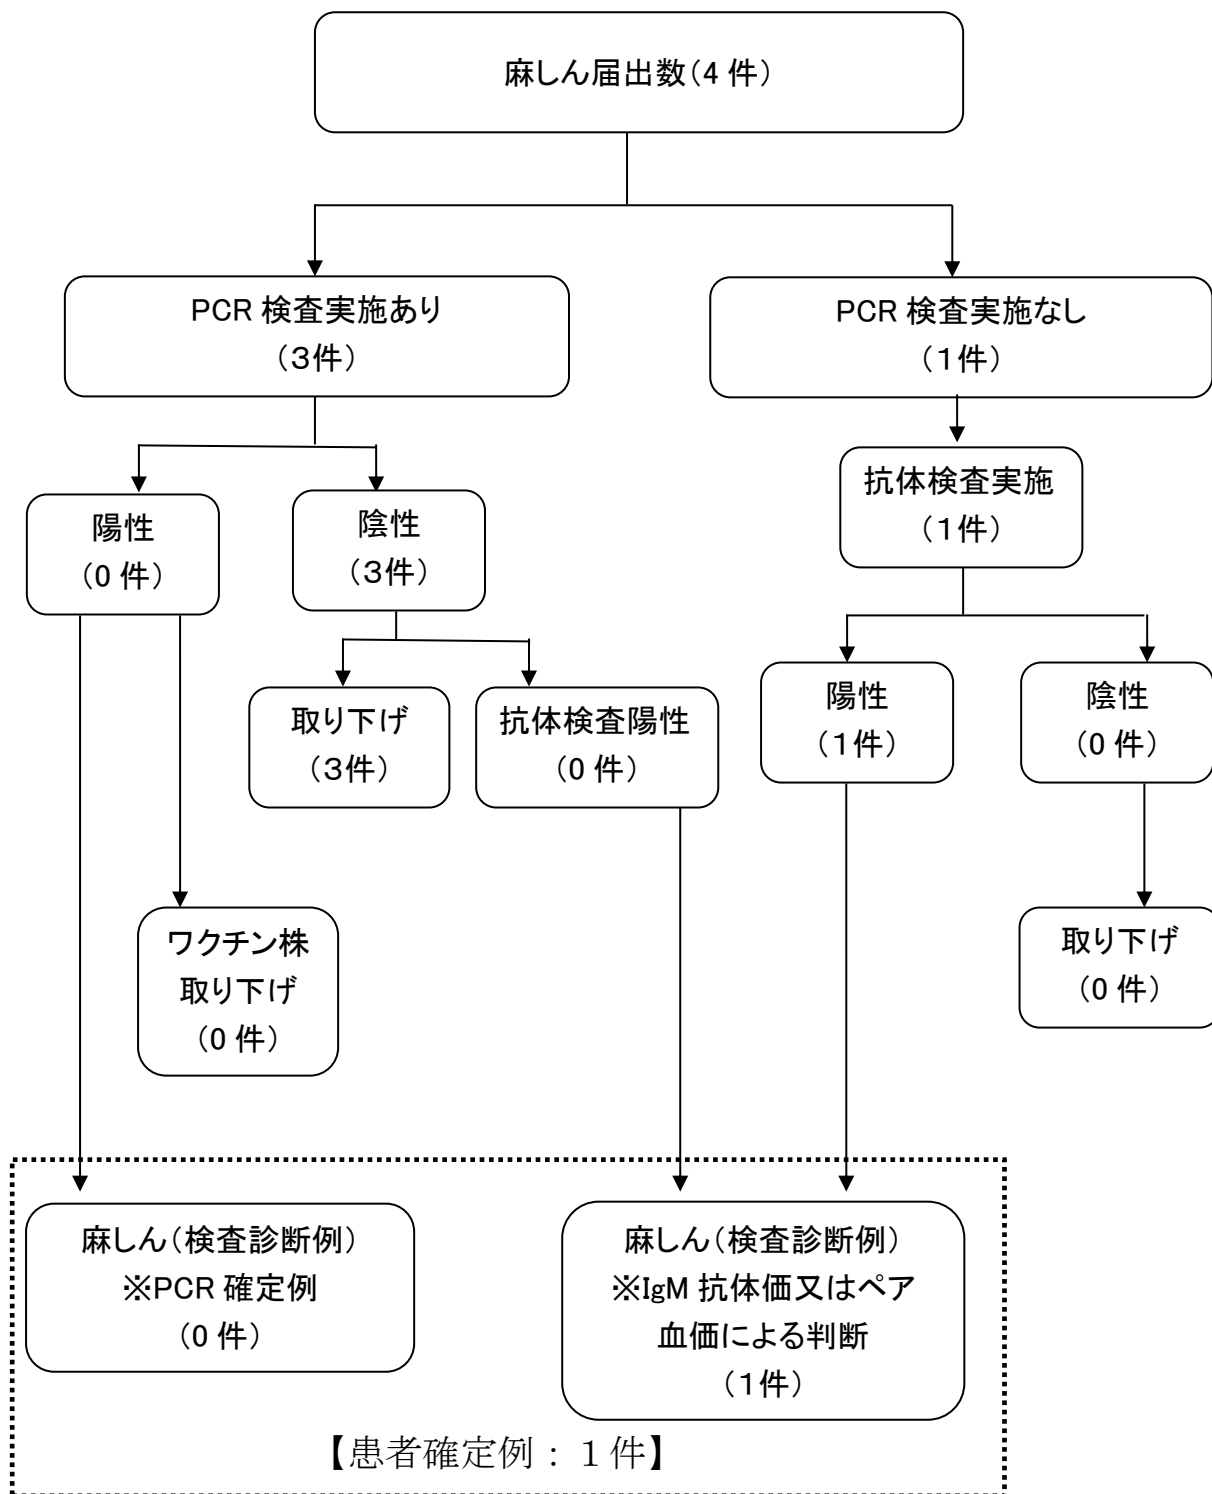 麻しん届出数（4 件）
PCR 検査実施あり
（３件）
PCR 検査実施なし
（１件）
抗体検査実施
（１件）
陽性
（0 件）
陰性
（３件）
取り下げ
（３件）
抗体検査陽性
（0 件）
陽性
（１件）
陰性
（0 件）
ワクチン株
取り下げ
（0 件）
取り下げ
（0 件）
麻しん（検査診断例）
※PCR 確定例
（0 件）
麻しん（検査診断例）
※IgM 抗体価又はペア
血価による判断
（１件）
【患者確定例：１件】